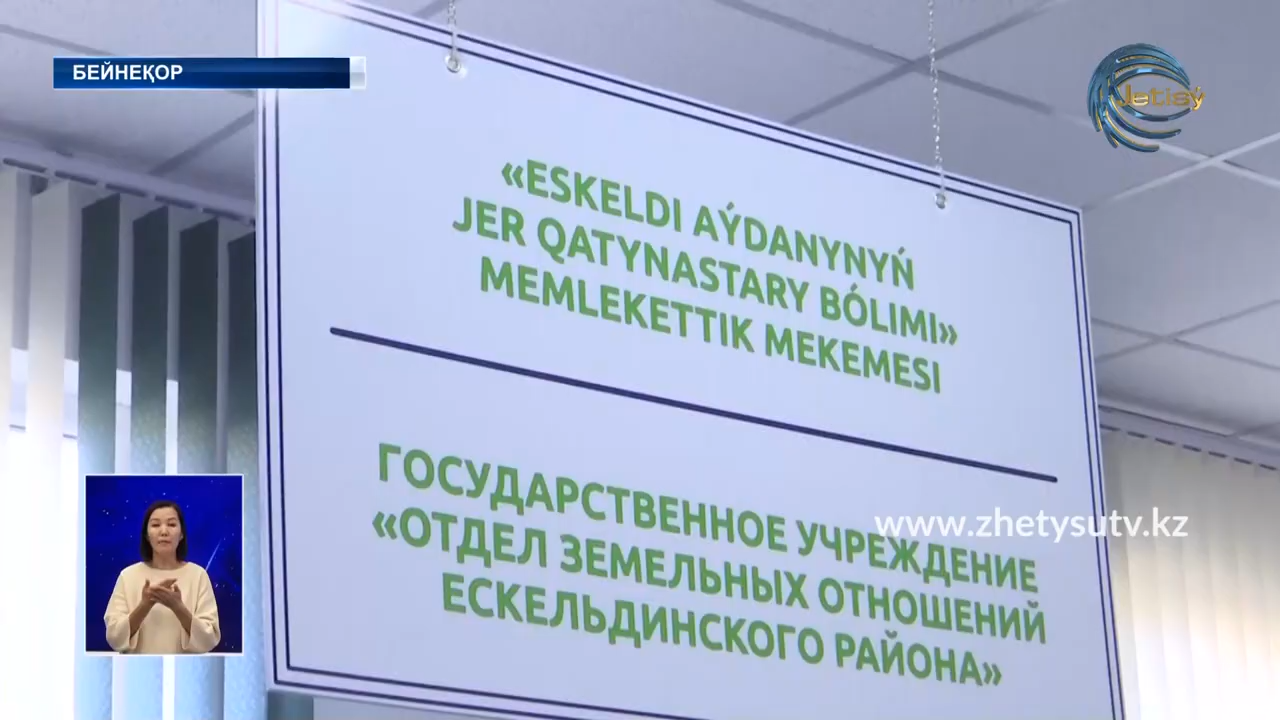 БЕЙНЕҚОР
Jetisý
«ESKELDI AÝDANYNYŃ
JER QATYNASTARY BÓLIMI»
MEMLEKETTIK MEKEMESI
ГОСУДАРСТВЕННОЕ УЧРЕЖДЕНИЕ
«ОТДЕЛ ЗЕМЕЛЬНЫХ ОТНОШЕНИЙ
ЕСКЕЛЬДИНСКОГО РАЙОНА»
www.zhetysutv.kz